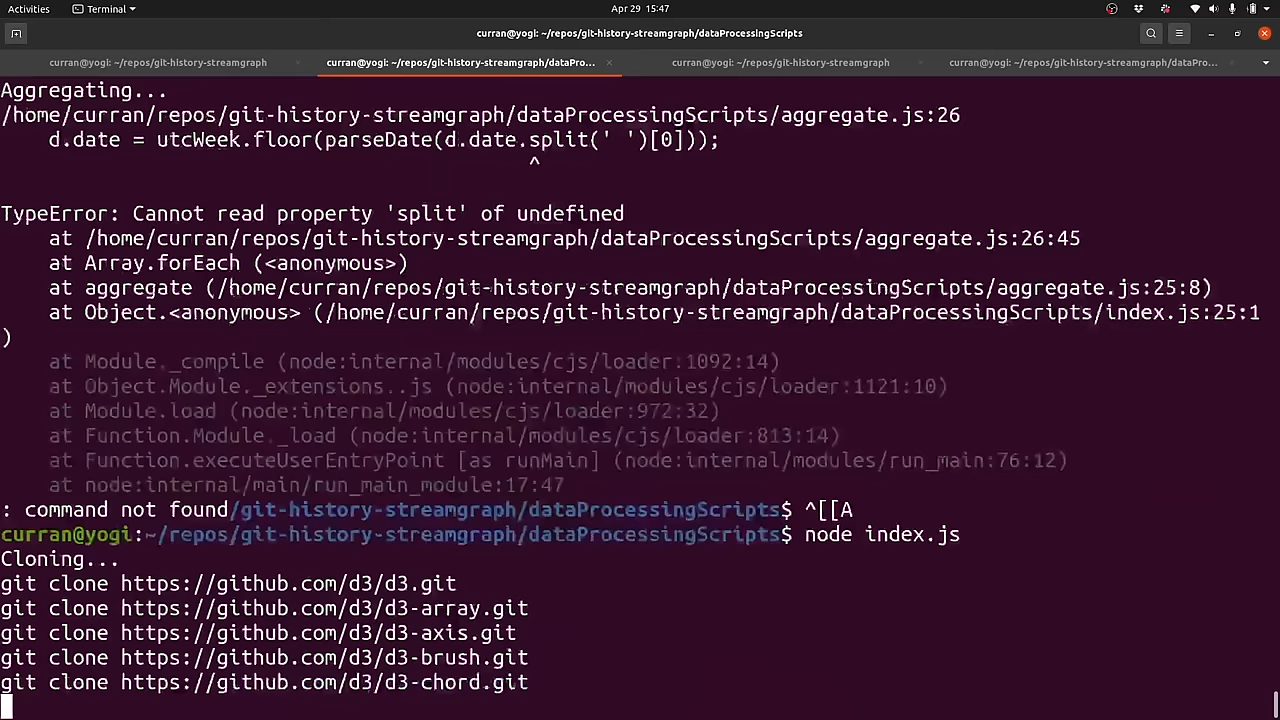 Activities
Terminal
Apr 29 15:47
curran@yogi: ~/repos/git-history-streamgraph/dataProcessingScripts
curran@yogi: ~/repos/git-history-streamgraph
curran@yogi: ~/repos/git-history-streamgraph/dataPro...
curran@yogi: ~/repos/git-history-streamgraph
curran@yogi: ~/repos/git-history-streamgraph/dataPro...
Aggregating...
/home/curran/repos/git-history-streamgraph/dataProcessingScripts/aggregate.js:26
    d.date = utcWeek.floor(parseDate(d.date.split(' ')[0]));
                                            ^
TypeError: Cannot read property 'split' of undefined
    at /home/curran/repos/git-history-streamgraph/dataProcessingScripts/aggregate.js:26:45
    at Array.forEach (<anonymous>)
    at aggregate (/home/curran/repos/git-history-streamgraph/dataProcessingScripts/aggregate.js:25:8)
    at Object.<anonymous> (/home/curran/repos/git-history-streamgraph/dataProcessingScripts/index.js:25:1
)
    at Module._compile (node:internal/modules/cjs/loader:1092:14)
    at Object.Module._extensions..js (node:internal/modules/cjs/loader:1121:10)
    at Module.load (node:internal/modules/cjs/loader:972:32)
    at Function.Module._load (node:internal/modules/cjs/loader:813:14)
    at Function.executeUserEntryPoint [as runMain] (node:internal/modules/run_main:76:12)
    at node:internal/main/run_main_module:17:47
: command not found/git-history-streamgraph/dataProcessingScripts$ ^[[A
curran@yogi:~/repos/git-history-streamgraph/dataProcessingScripts$ node index.js
Cloning...
git clone https://github.com/d3/d3.git
git clone https://github.com/d3/d3-array.git
git clone https://github.com/d3/d3-axis.git
git clone https://github.com/d3/d3-brush.git
git clone https://github.com/d3/d3-chord.git